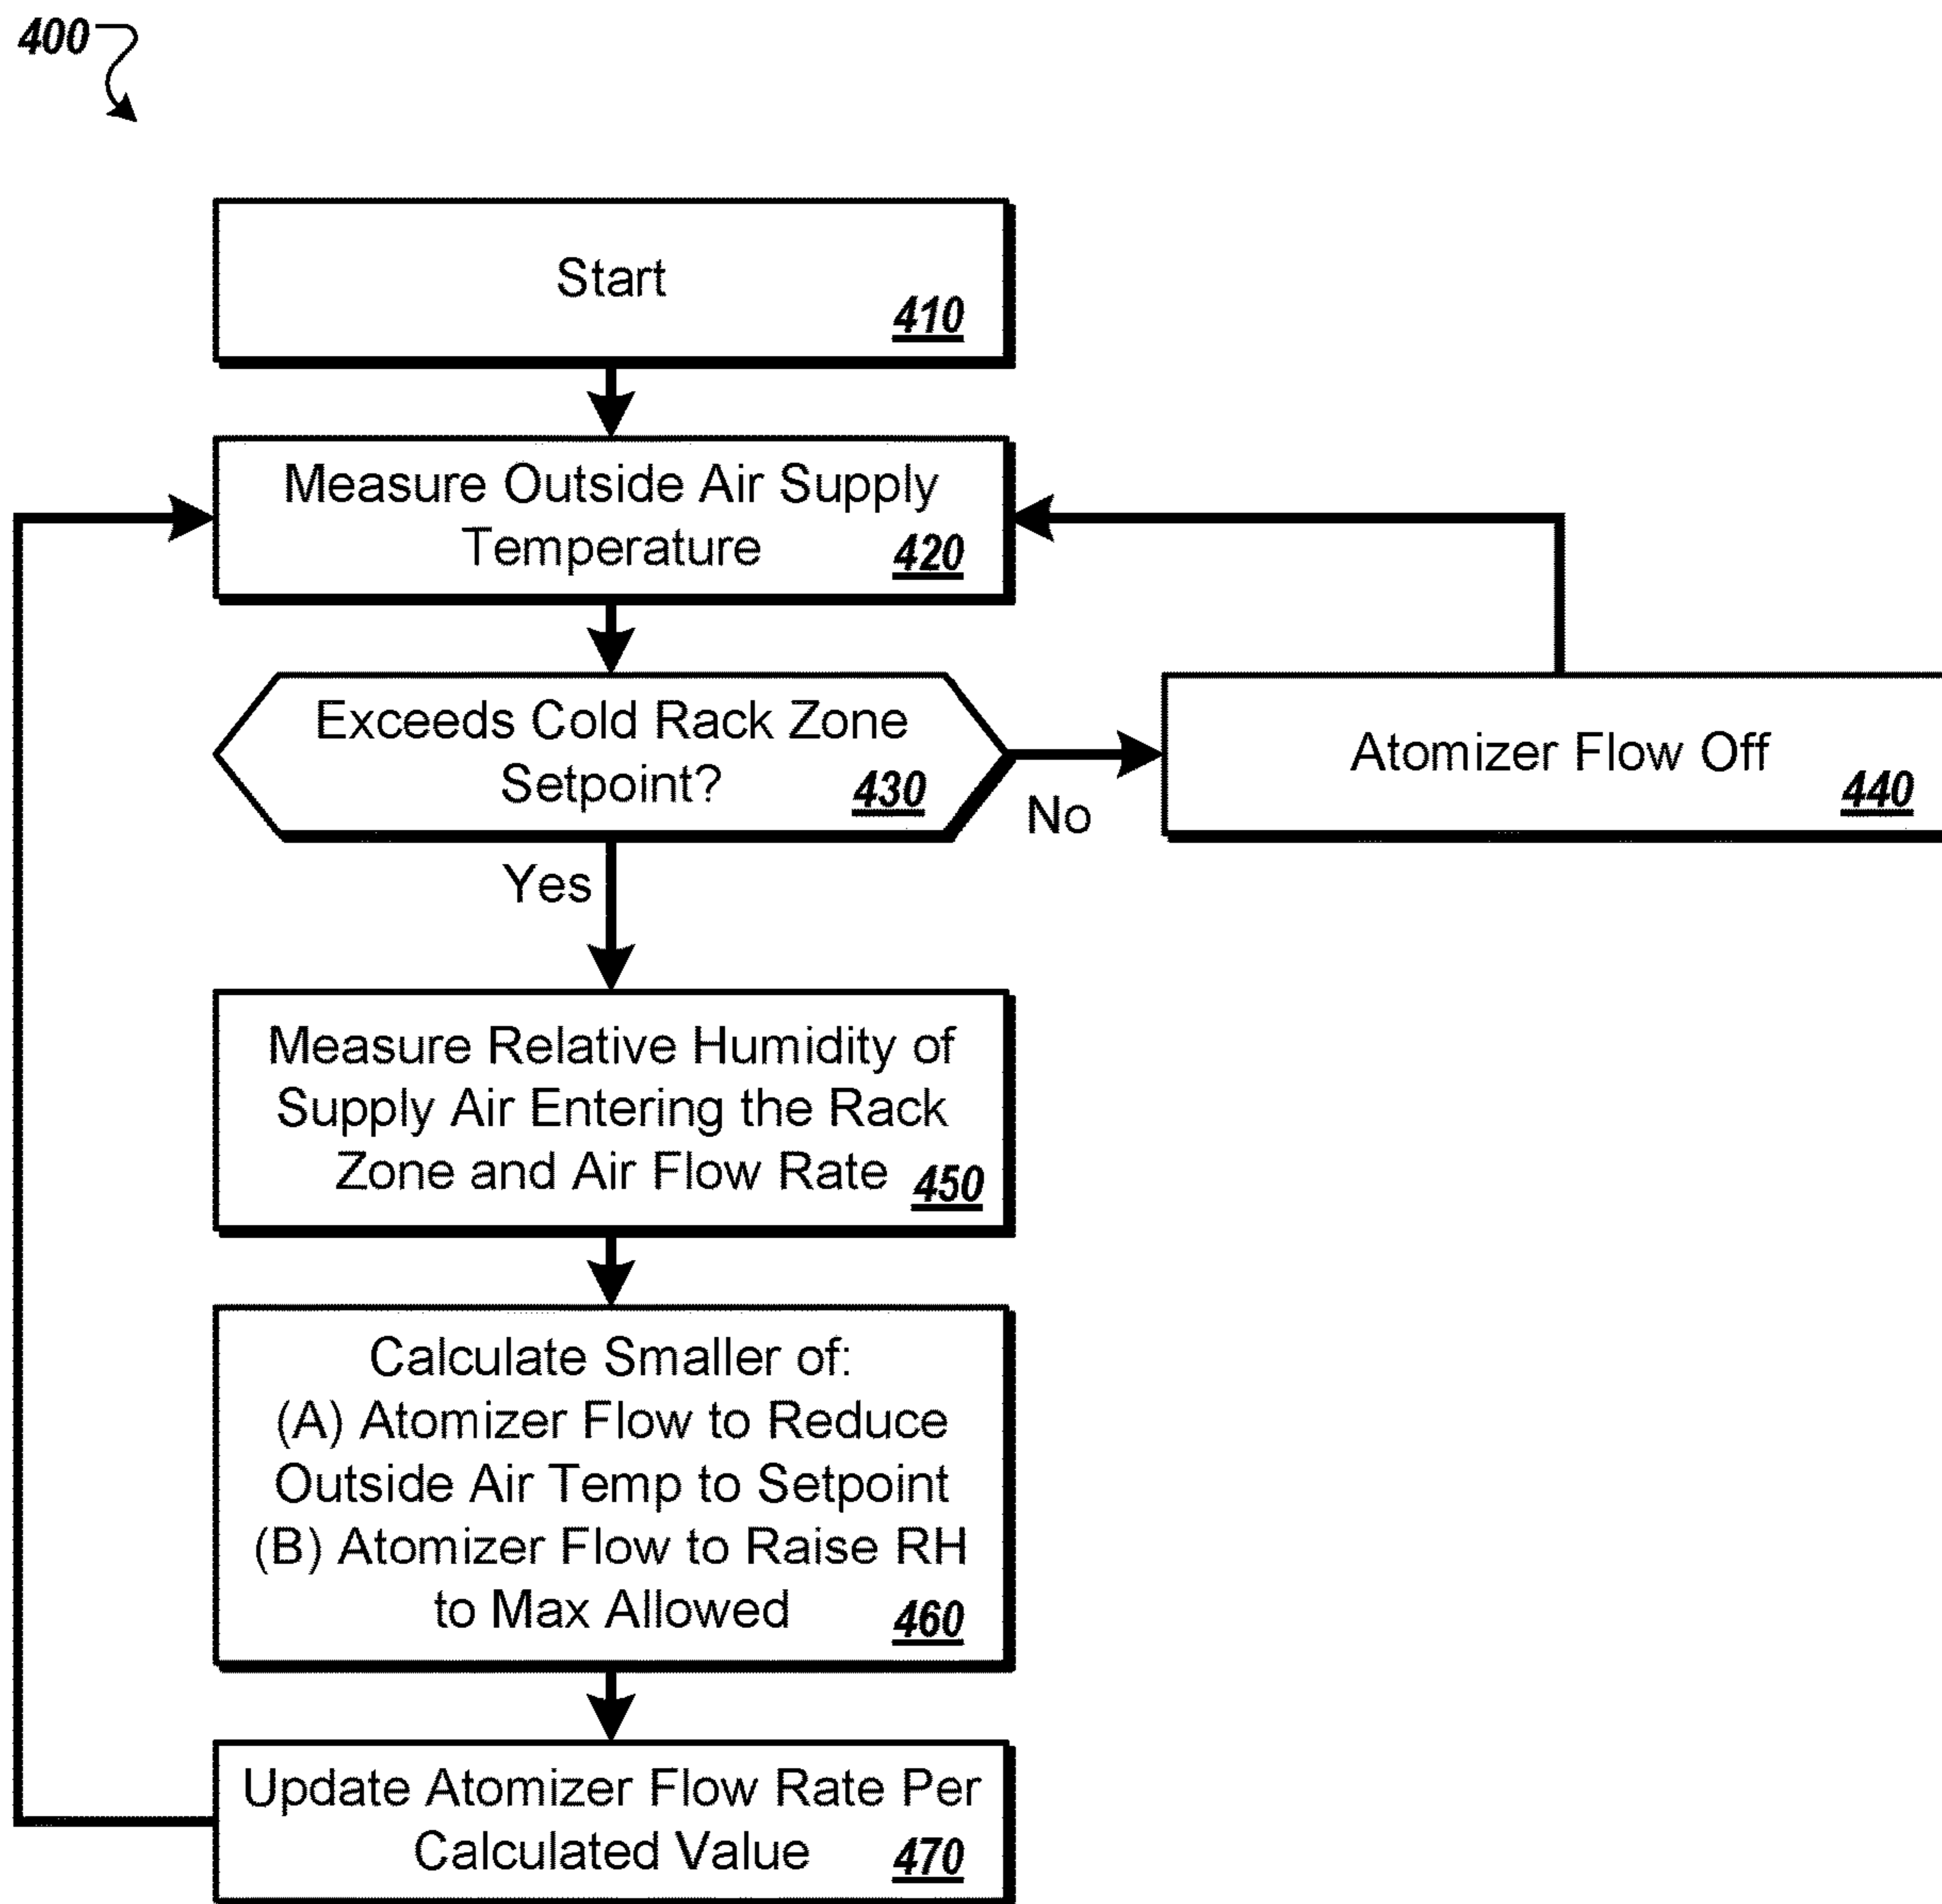 400
Start
410
Measure Outside Air Supply
Temperature
420
Exceeds Cold Rack Zone
Setpoint?
430
No
Atomizer Flow Off
440
Yes
Measure Relative Humidity of
Supply Air Entering the Rack
Zone and Air Flow Rate
450
Calculate Smaller of:
(A) Atomizer Flow to Reduce
Outside Air Temp to Setpoint
(B) Atomizer Flow to Raise RH
to Max Allowed
460
Update Atomizer Flow Rate Per
Calculated Value
470